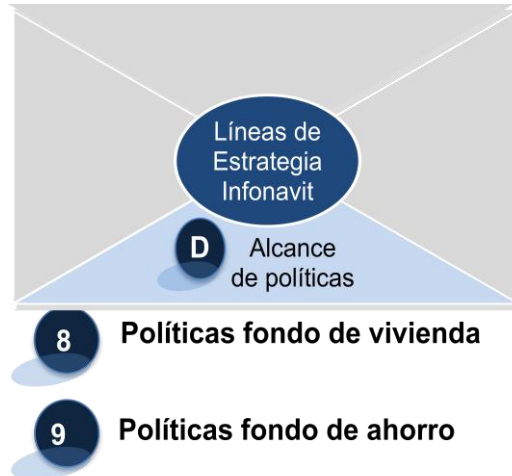 Líneas de
Estrategia
Infonavit
D Alcance
de políticas
8 Políticas fondo de vivienda
9 Políticas fondo de ahorro